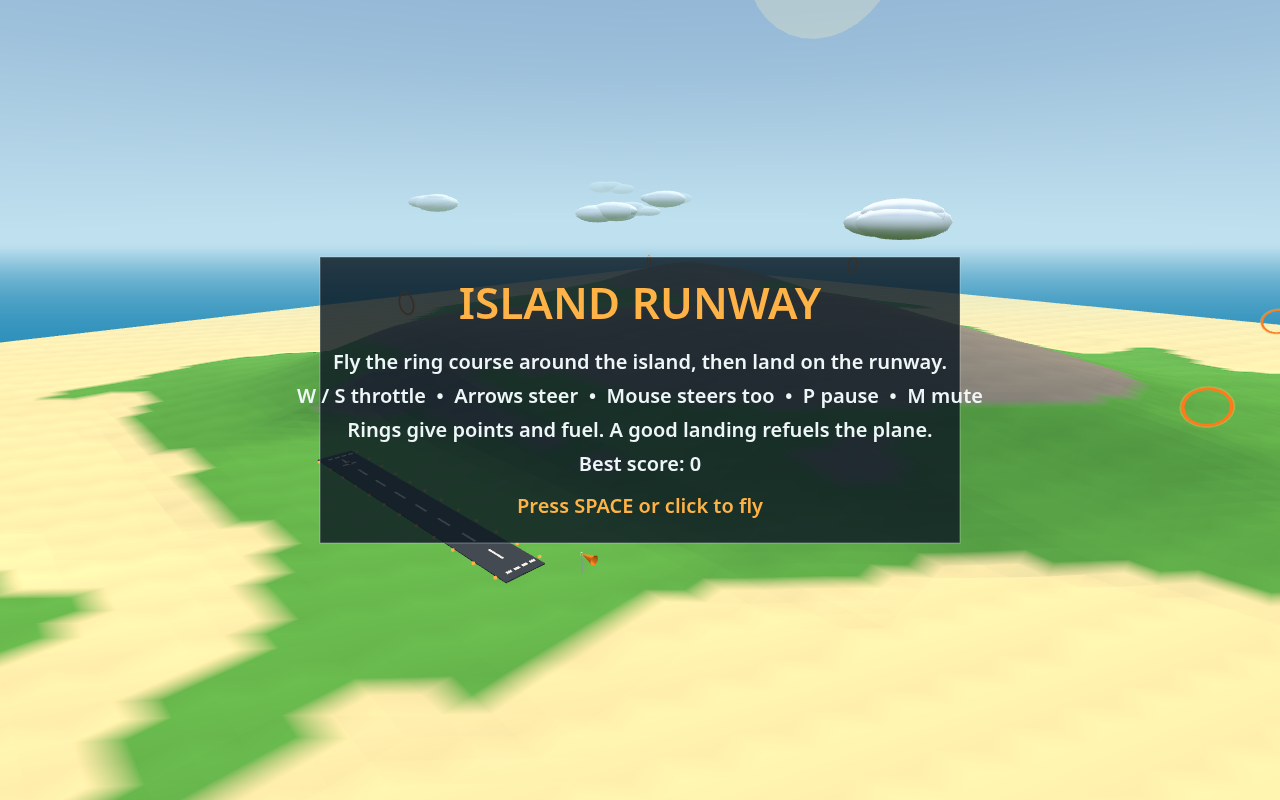 ISLAND RUNWAY
Fly the ring course around the island, then land on the runway.
W / S throttle • Arrows steer • Mouse steers too • P pause • M mute
Rings give points and fuel. A good landing refuels the plane.
Best score: 0
Press SPACE or click to fly